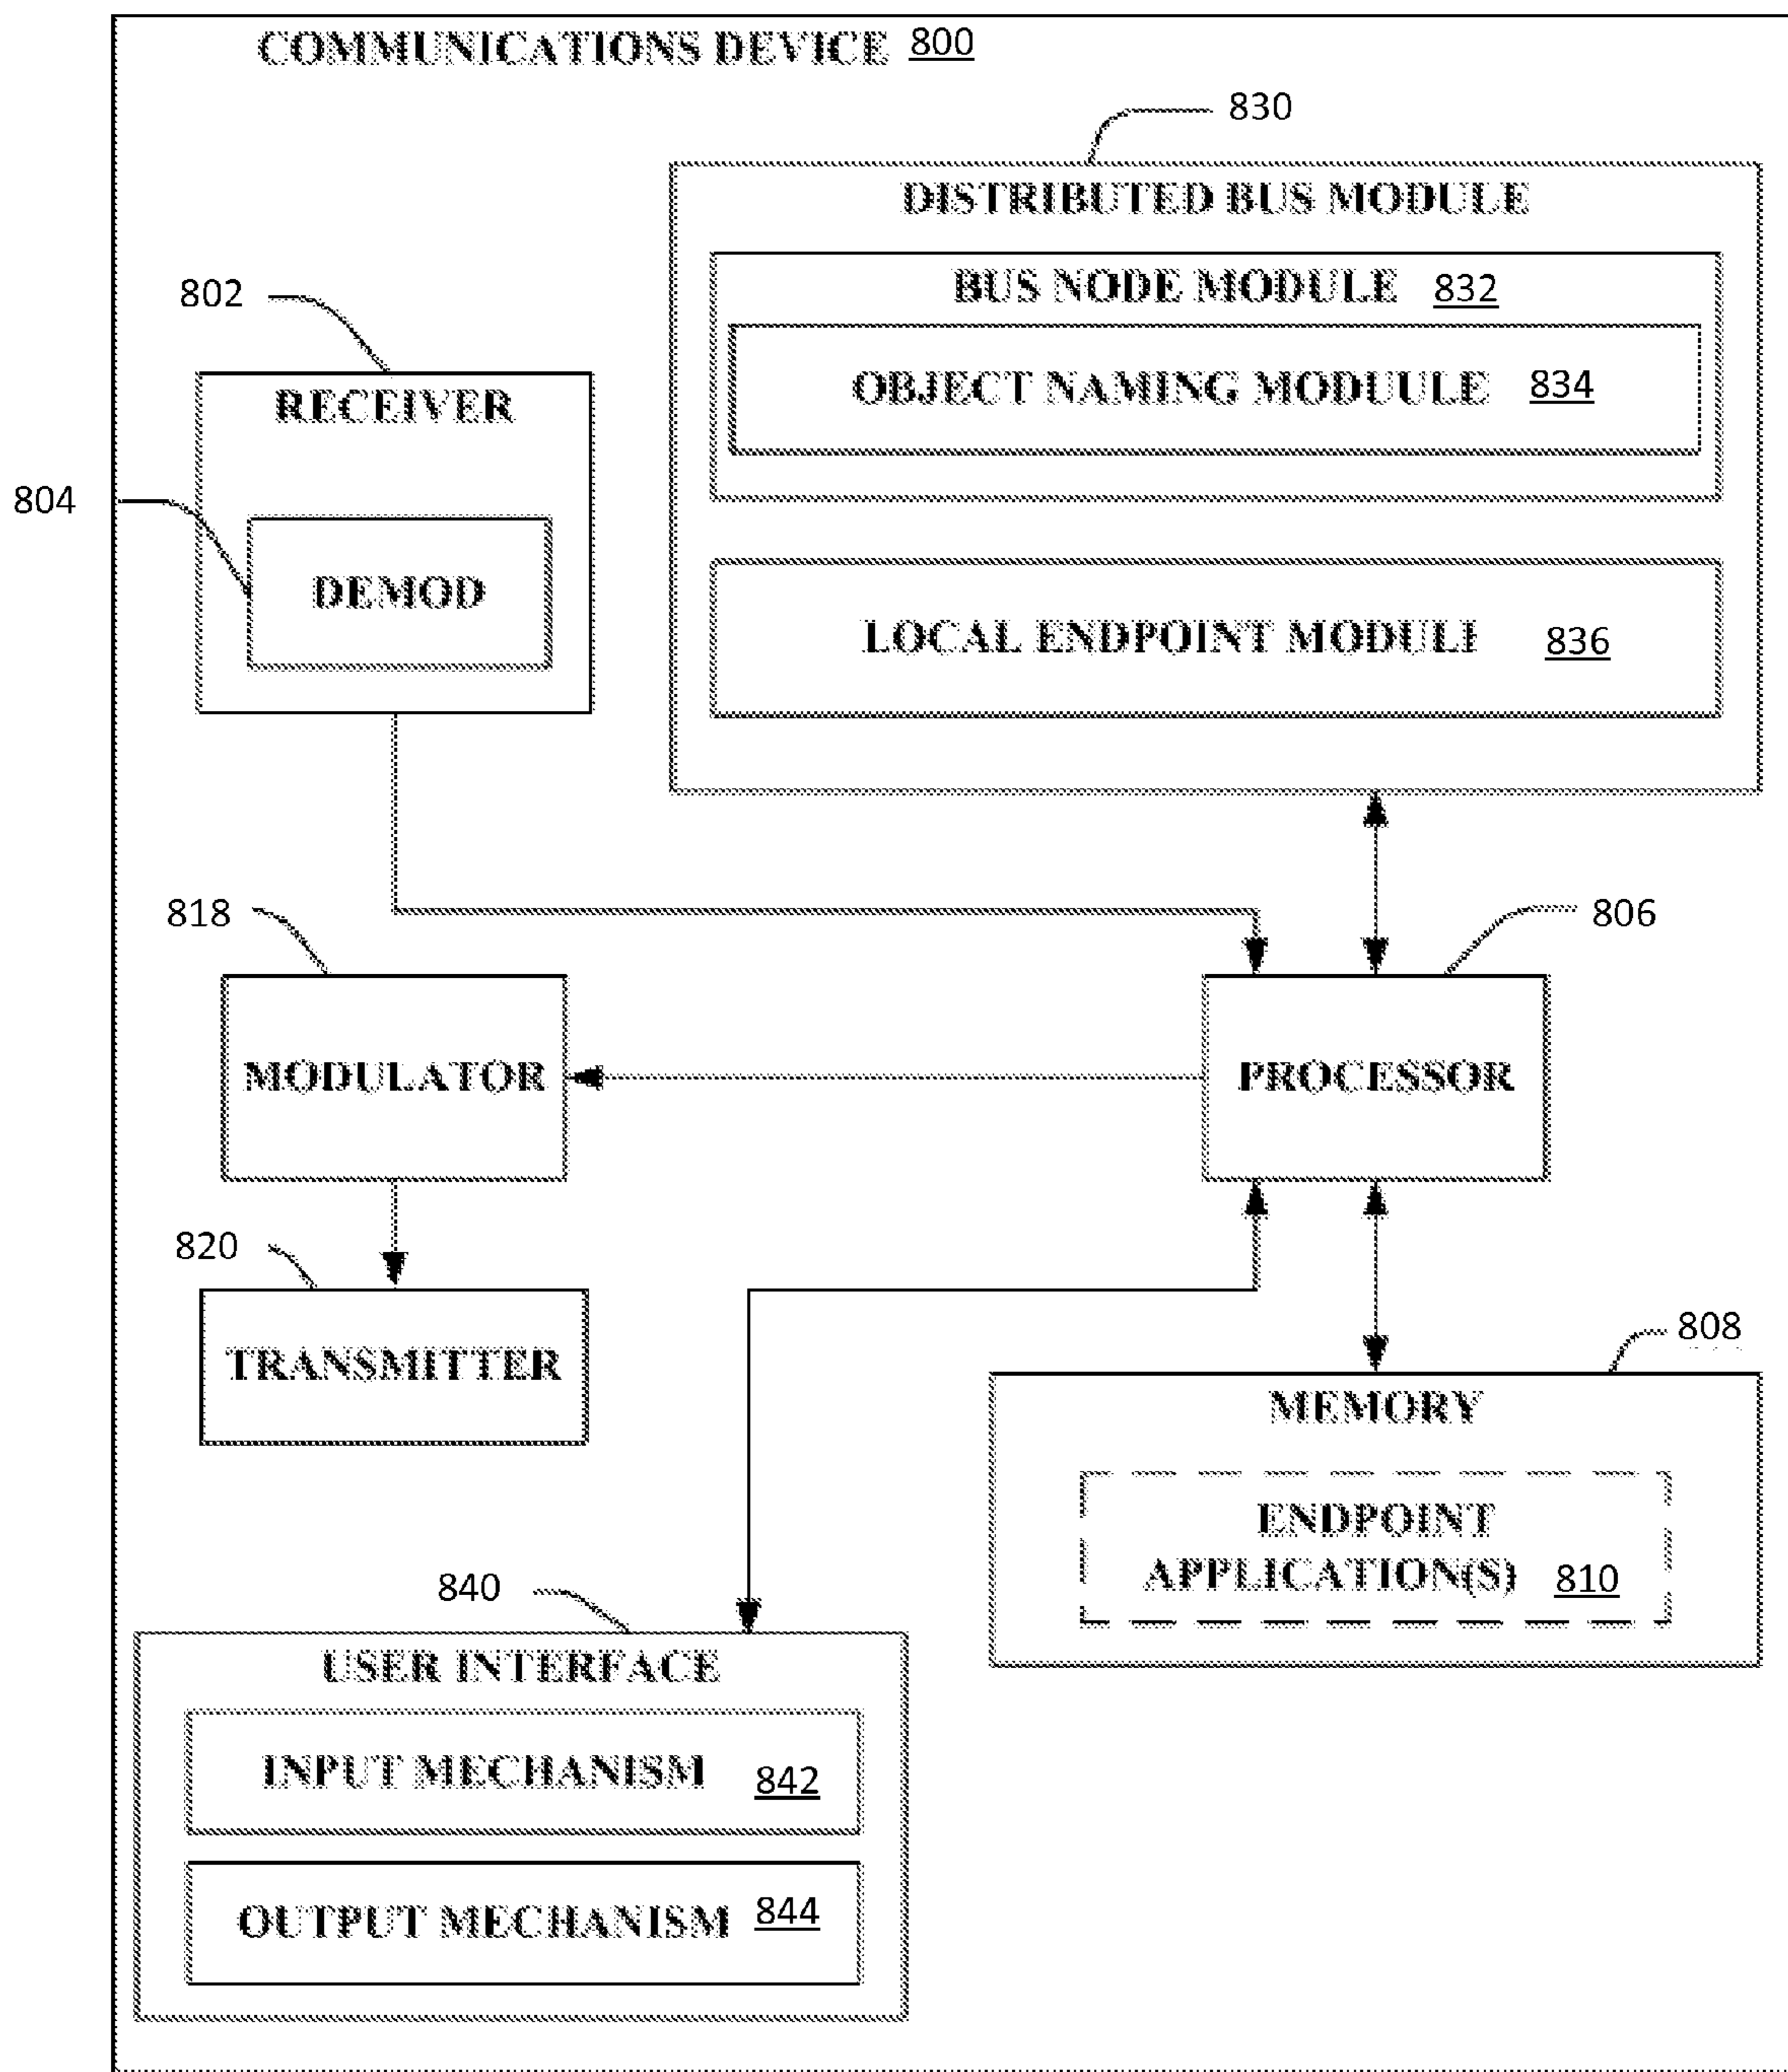 COMMUNICATIONS DEVICE 800
830
DISTRIBUTED BUS MODULE
BUS NODE MODULE 832
802
OBJECT NAMING MODUULE 834
RECEIVER
804
DEMOD
LOCAL ENDPOINT MODULE 836
818
806
MODULATOR
PROCESSOR
820
808
TRANSMITTER
MEMORY
ENDPOINT
APPLICATION(S) 810
840
USER INTERFACE
INPUT MECHANISM 842
OUTPUT MECHANISM 844